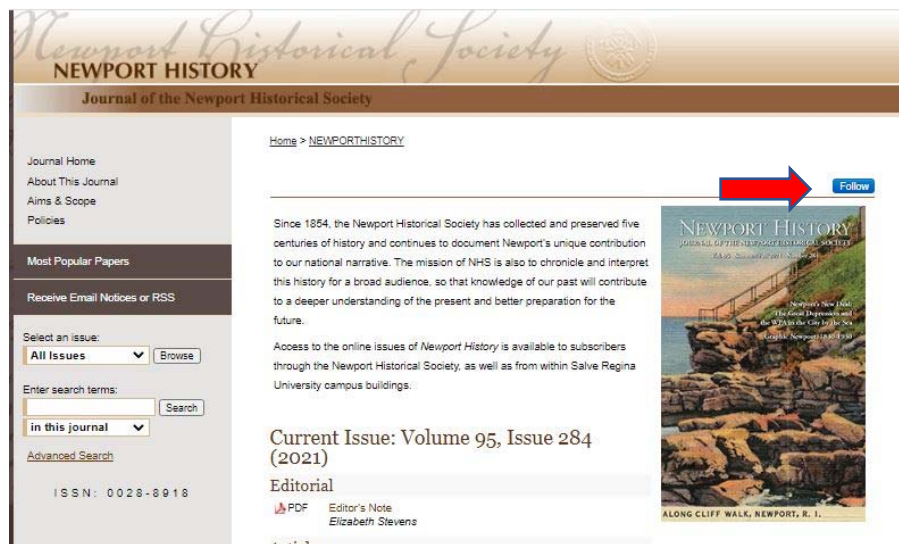 Newport Historical Society
NEWPORT HISTORY
Journal of the Newport Historical Society
Home > NEWPORTHISTORY
Journal Home
About This Journal
Aims & Scope
Policies
Most Popular Papers
Receive Email Notices or RSS
Select an issue:
All Issues
Browse
Enter search terms:
Search
in this journal
Advanced Search
ISSN: 0028-8918
Follow
Since 1854, the Newport Historical Society has collected and preserved five
centuries of history and continues to document Newport's unique contribution
to our national narrative. The mission of NHS is also to chronicle and interpret
this history for a broad audience, so that knowledge of our past will contribute
to a deeper understanding of the present and better preparation for the
future.
Access to the online issues of Newport History is available to subscribers
through the Newport Historical Society, as well as from within Salve Regina
University campus buildings.
Current Issue: Volume 95, Issue 284
(2021)
Editorial
PDF
Editor's Note
Elizabeth Stevens
NEWPORT HISTORY
JOURNAL OF THE NEWPORT HISTORICAL SOCIETY
Newport's New Deal:
The Great Depression and
the WPA in the City by the Sea
Graphic Newport: 1830-1930
ALONG CLIFF WALK, NEWPORT, R. I.